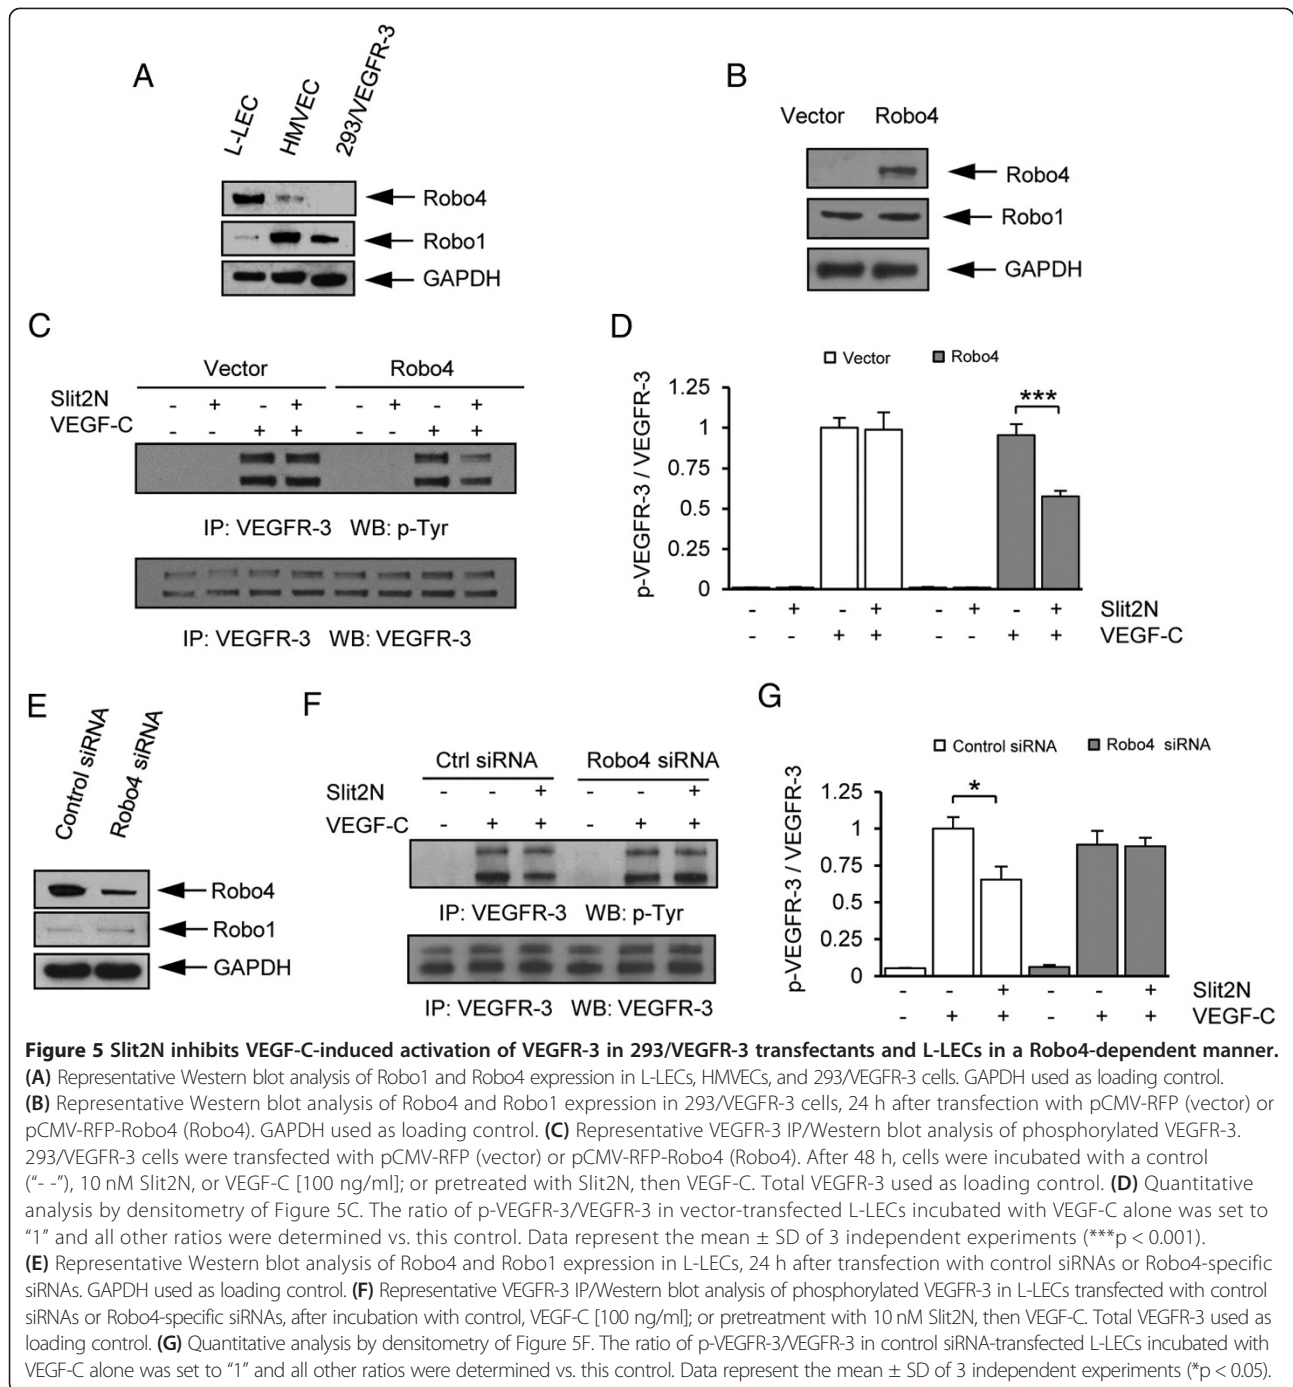 A
L-LEC
HMVEC
293/VEGFR-3
Robo4
Robo1
GAPDH
B
Vector
Robo4
Robo4
Robo1
GAPDH
C
Vector
Robo4
Slit2N - + - + - + - +
VEGF-C - - + + - - + +
IP: VEGFR-3 WB: p-Tyr
IP: VEGFR-3 WB: VEGFR-3
D
Vector
Robo4
p-VEGFR-3 / VEGFR-3
1.25
1
0.75
0.5
0.25
0
***
- + - + - + - + Slit2N
- - + + - - + + VEGF-C
E
Control siRNA
Robo4 siRNA
Robo4
Robo1
GAPDH
F
Ctrl siRNA
Robo4 siRNA
Slit2N - - + - - +
VEGF-C - + + - + +
IP: VEGFR-3 WB: p-Tyr
IP: VEGFR-3 WB: VEGFR-3
G
Control siRNA
Robo4 siRNA
p-VEGFR-3 / VEGFR-3
1.25
1
0.75
0.5
0.25
0
*
- - + - - + Slit2N
- + + - + + VEGF-C
Figure 5 Slit2N inhibits VEGF-C-induced activation of VEGFR-3 in 293/VEGFR-3 transfectants and L-LECs in a Robo4-dependent manner.
(A) Representative Western blot analysis of Robo1 and Robo4 expression in L-LECs, HMVECs, and 293/VEGFR-3 cells. GAPDH used as loading control.
(B) Representative Western blot analysis of Robo4 and Robo1 expression in 293/VEGFR-3 cells, 24 h after transfection with pCMV-RFP (vector) or
pCMV-RFP-Robo4 (Robo4). GAPDH used as loading control. (C) Representative VEGFR-3 IP/Western blot analysis of phosphorylated VEGFR-3.
293/VEGFR-3 cells were transfected with pCMV-RFP (vector) or pCMV-RFP-Robo4 (Robo4). After 48 h, cells were incubated with a control
(“- -”), 10 nM Slit2N, or VEGF-C [100 ng/ml]; or pretreated with Slit2N, then VEGF-C. Total VEGFR-3 used as loading control. (D) Quantitative
analysis by densitometry of Figure 5C. The ratio of p-VEGFR-3/VEGFR-3 in vector-transfected L-LECs incubated with VEGF-C alone was set to
“1” and all other ratios were determined vs. this control. Data represent the mean ± SD of 3 independent experiments (***p < 0.001).
(E) Representative Western blot analysis of Robo4 and Robo1 expression in L-LECs, 24 h after transfection with control siRNAs or Robo4-specific
siRNAs. GAPDH used as loading control. (F) Representative VEGFR-3 IP/Western blot analysis of phosphorylated VEGFR-3 in L-LECs transfected with control
siRNAs or Robo4-specific siRNAs, after incubation with control, VEGF-C [100 ng/ml]; or pretreatment with 10 nM Slit2N, then VEGF-C. Total VEGFR-3 used as
loading control. (G) Quantitative analysis by densitometry of Figure 5F. The ratio of p-VEGFR-3/VEGFR-3 in control siRNA-transfected L-LECs incubated with
VEGF-C alone was set to “1” and all other ratios were determined vs. this control. Data represent the mean ± SD of 3 independent experiments (*p < 0.05).